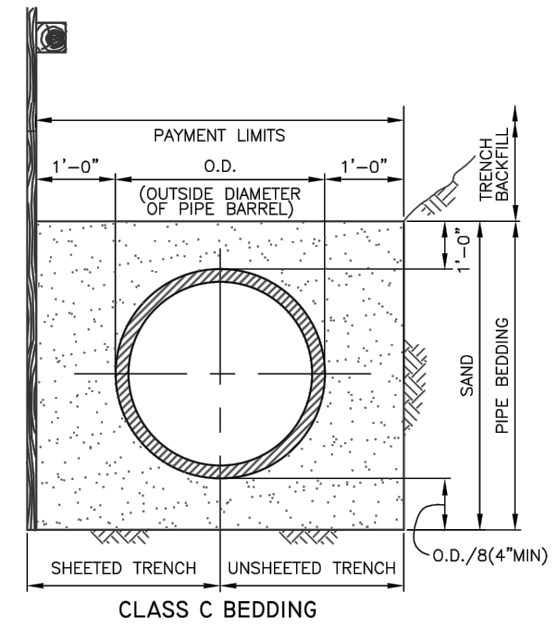 PAYMENT LIMITS
1'-0"
O.D.
1'-0"
(OUTSIDE DIAMETER
OF PIPE BARREL)
TRENCH
BACKFILL
1'-0"
SAND
PIPE BEDDING
O.D./8(4"MIN)
SHEETED TRENCH
UNSHEETED TRENCH
CLASS C BEDDING